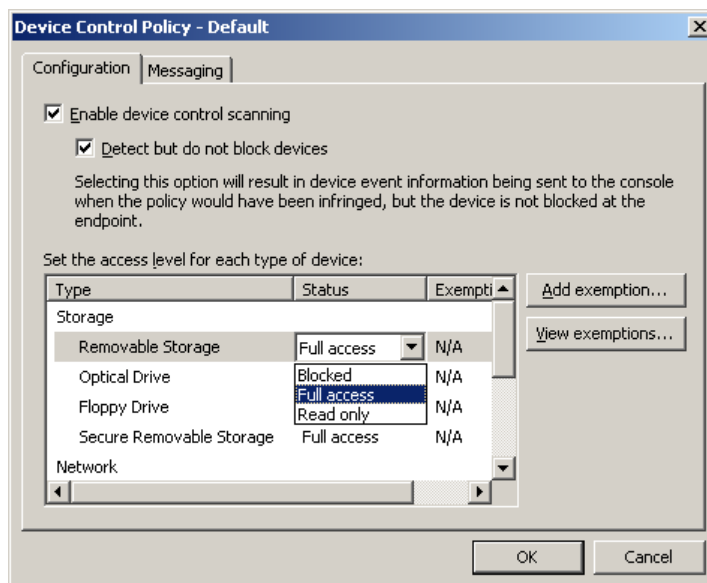 Device Control Policy - Default
Configuration
Messaging
Enable device control scanning
Detect but do not block devices
Selecting this option will result in device event information being sent to the console
when the policy would have been infringed, but the device is not blocked at the
endpoint.
Set the access level for each type of device:
Type Status Exempti
Add exemption...
Storage
View exemptions...
Removable Storage Full access N/A
Optical Drive Blocked N/A
Full access
Floppy Drive Read only N/A
Secure Removable Storage Full access N/A
Network
OK Cancel